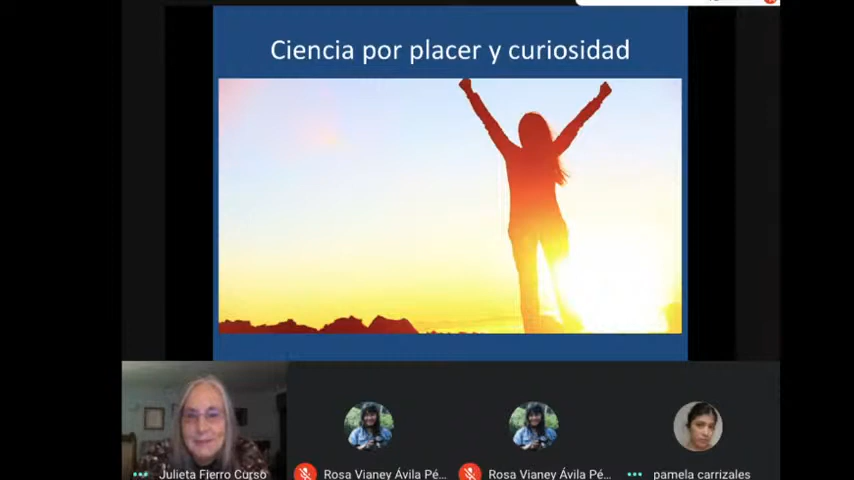 Ciencia por placer y curiosidad
Julieta Fierro Curso
Rosa Vianey Ávila Pé...
Rosa Vianey Ávila Pé...
pamela carrizales